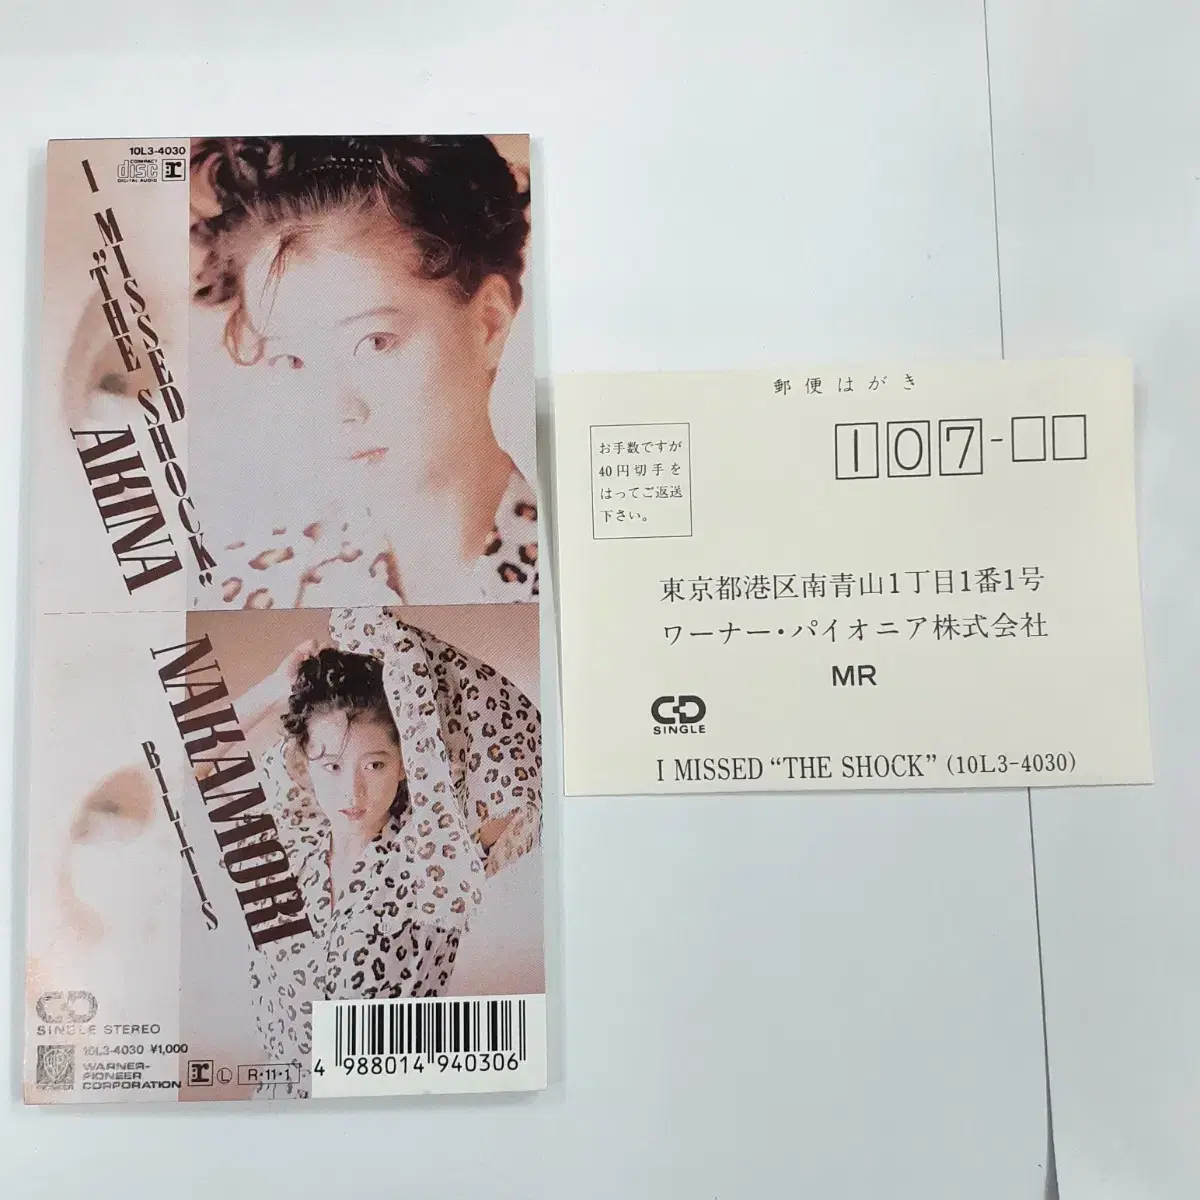 10L3-4030
COMPACT
disc
DIGITAL AUDIO
r
I MISSED
"THE SHOCK"
AKINA
NAKAMORI
BILITIS
CD
SINGLE STEREO
10L3-4030 ¥1,000
WARNER-
PIONEER
CORPORATION
r
L
R・11・1
4 988014 940306
郵便はがき
お手数ですが
40円切手を
はってご返送
下さい。
107-
東京都港区南青山1丁目1番1号
ワーナー・パイオニア株式会社
MR
CD
SINGLE
I MISSED “THE SHOCK” (10L3-4030)